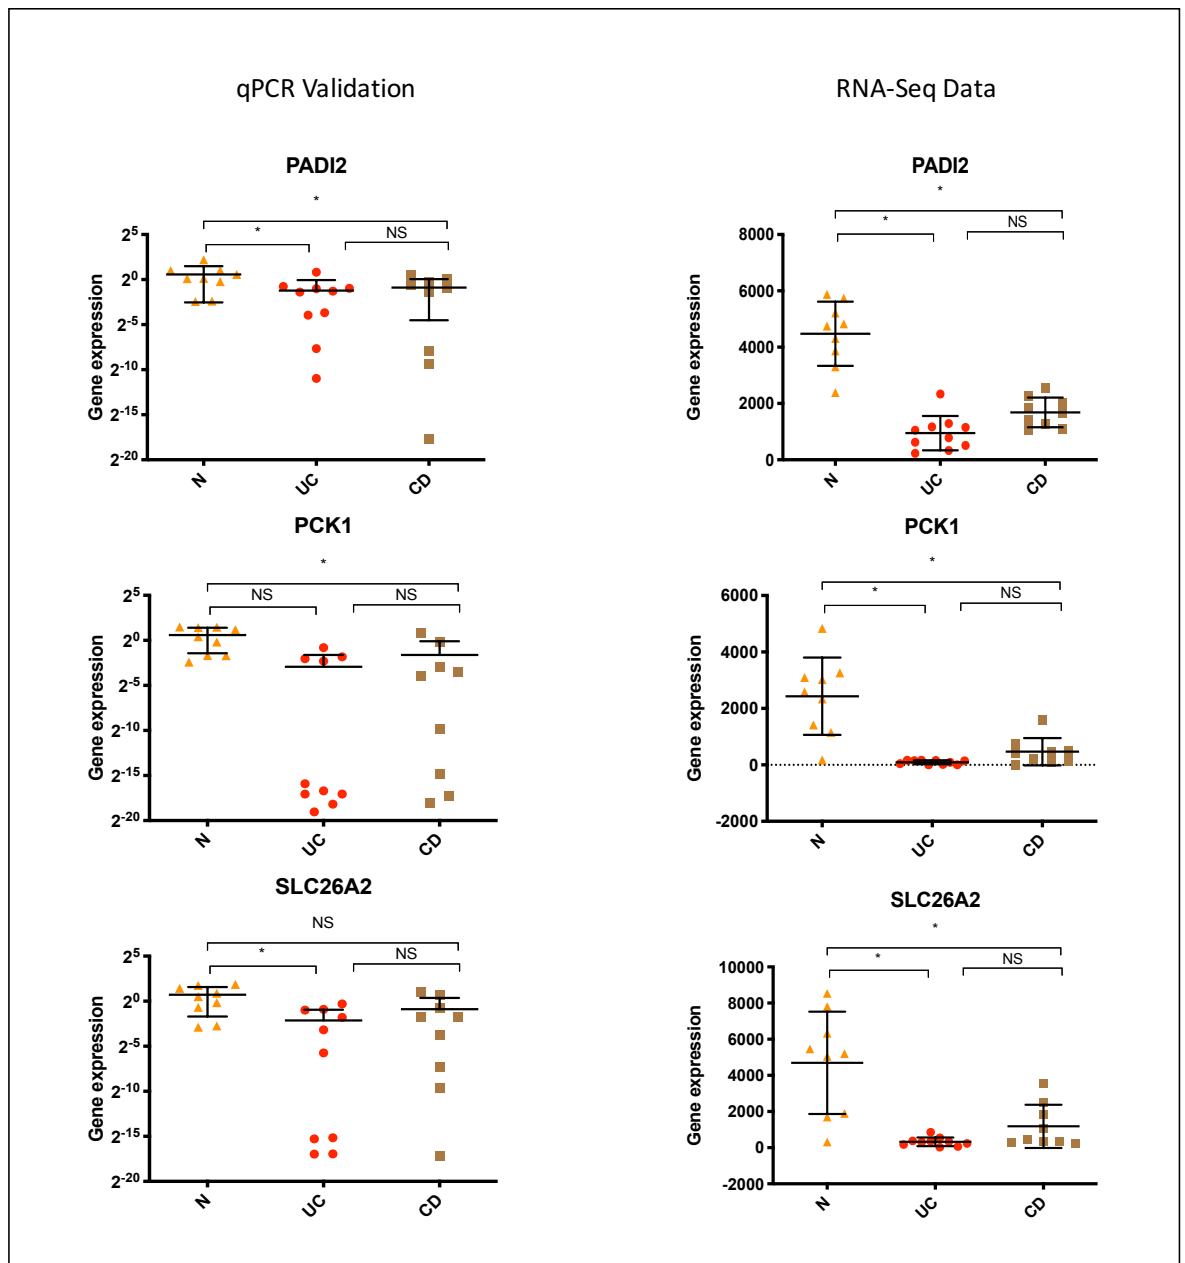 qPCR Validation
RNA-Seq Data
PADI2
*
*
NS
Gene expression
2^5
2^0
2^-5
2^-10
2^-15
2^-20
N
UC
CD
PADI2
*
*
NS
Gene expression
8000
6000
4000
2000
0
N
UC
CD
PCK1
*
NS
NS
Gene expression
2^5
2^0
2^-5
2^-10
2^-15
2^-20
N
UC
CD
PCK1
*
*
NS
Gene expression
6000
4000
2000
0
-2000
N
UC
CD
SLC26A2
NS
*
NS
Gene expression
2^5
2^0
2^-5
2^-10
2^-15
2^-20
N
UC
CD
SLC26A2
*
*
NS
Gene expression
10000
8000
6000
4000
2000
0
-2000
N
UC
CD